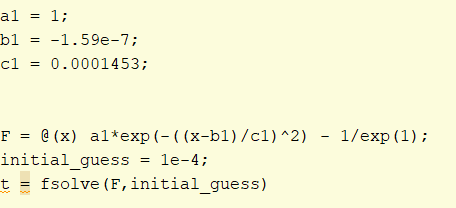 a1 = 1;
b1 = -1.59e-7;
c1 = 0.0001453;
F = @(x) a1*exp(-((x-b1)/c1)^2) - 1/exp(1);
initial_guess = 1e-4;
t = fsolve(F,initial_guess)